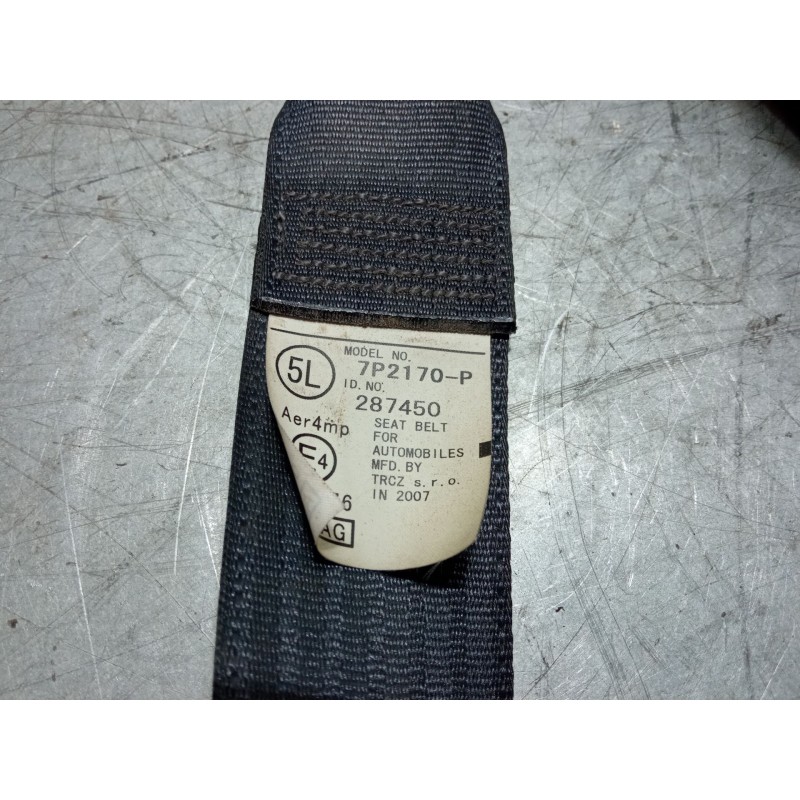 MODEL NO.
5L 7P2170-P
ID. NO.
287450
Aer4mp SEAT BELT
FOR
E4 AUTOMOBILES
MFD. BY
TRCZ s.r.o.
6 IN 2007
AG